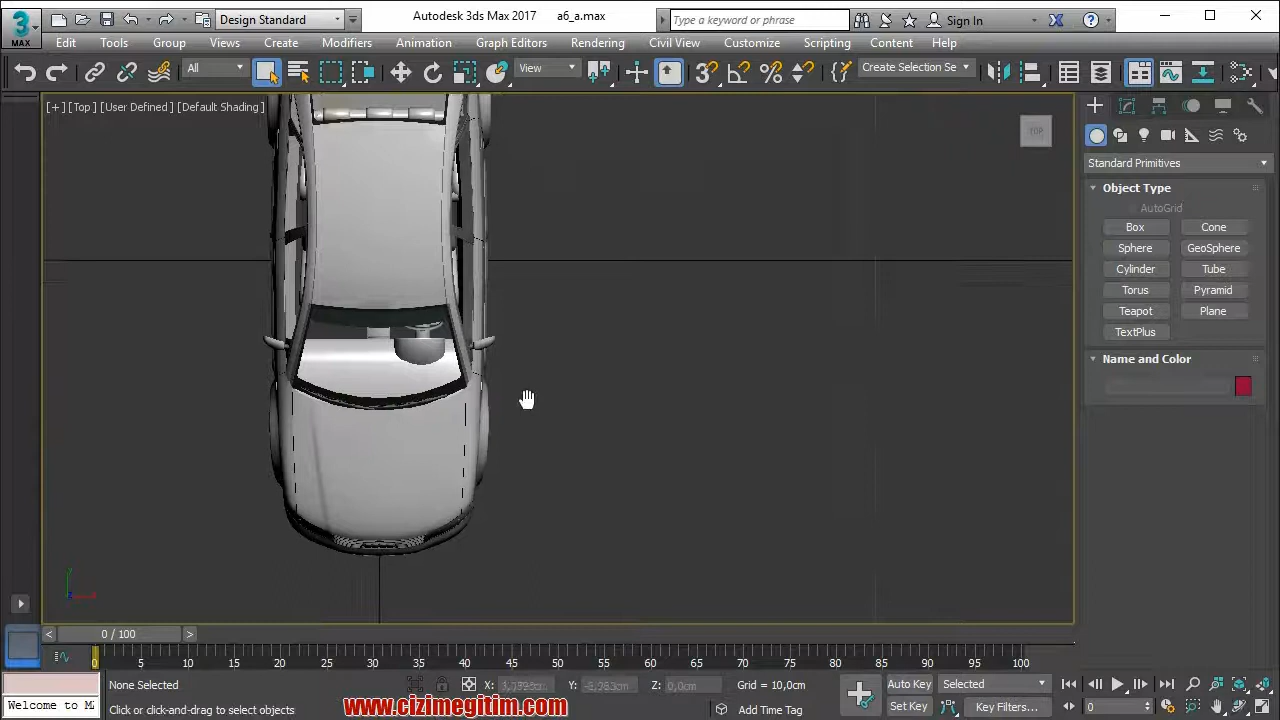 3
MAX
Design Standard
Autodesk 3ds Max 2017 a6_a.max
Type a keyword or phrase
Sign In
Edit Tools Group Views Create Modifiers Animation Graph Editors Rendering Civil View Customize Scripting Content Help
All
View
3
Create Selection Se
[+] [Top] [User Defined] [Default Shading]
TOP
Standard Primitives
Object Type
AutoGrid
Box Cone
Sphere GeoSphere
Cylinder Tube
Torus Pyramid
Teapot Plane
TextPlus
Name and Color
y
x
z
< 0 / 100 >
0 5 10 15 20 25 30 35 40 45 50 55 60 65 70 75 80 85 90 95 100
None Selected
X:
Y:
Z: 0,0cm
Grid = 10,0cm
Auto Key
Selected
Welcome to M
Click or click-and-drag to select objects
Add Time Tag
Set Key
Key Filters...
0
www.cizimegitim.com